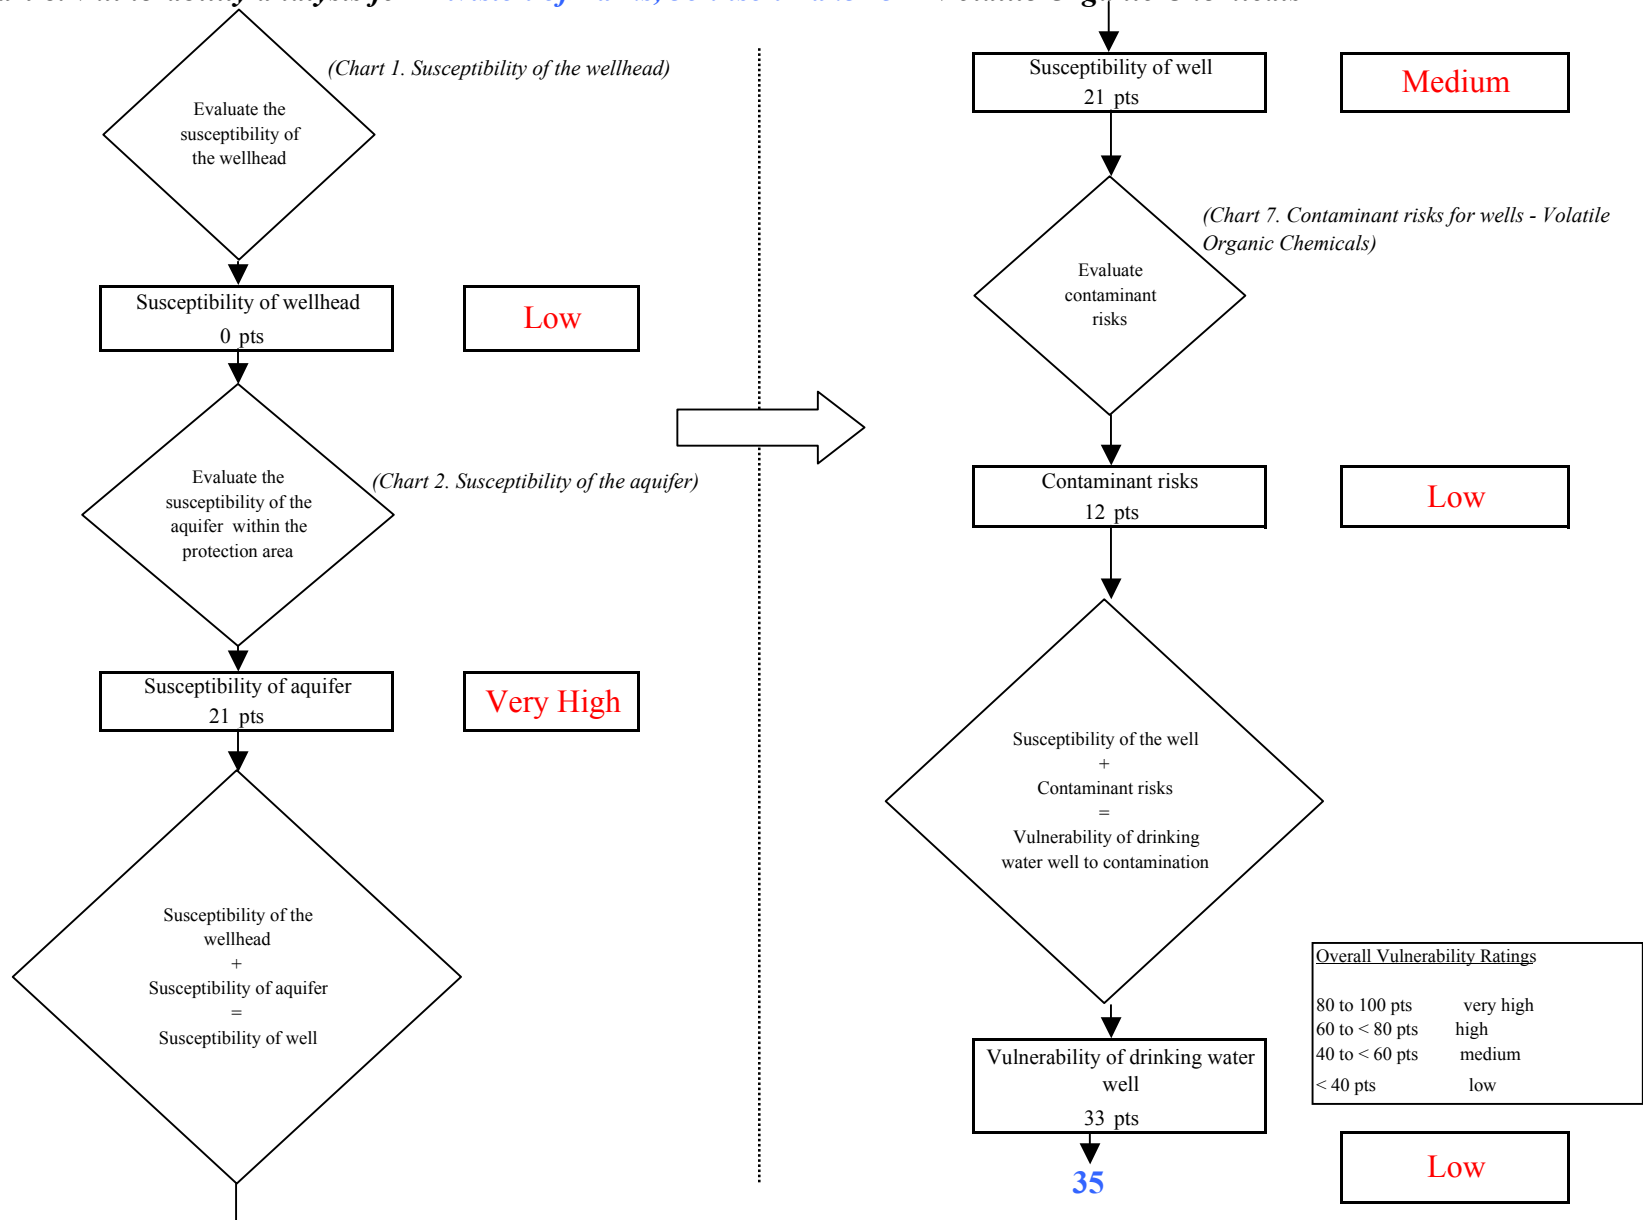 (Chart 1. Susceptibility of the wellhead)
Evaluate the
susceptibility of
the wellhead
Susceptibility of wellhead
0 pts
Low
Evaluate the
susceptibility of the
aquifer within the
protection area
(Chart 2. Susceptibility of the aquifer)
Susceptibility of aquifer
21 pts
Very High
Susceptibility of the
wellhead
+
Susceptibility of aquifer
=
Susceptibility of well
Susceptibility of well
21 pts
Medium
(Chart 7. Contaminant risks for wells - Volatile
Organic Chemicals)
Evaluate
contaminant
risks
Contaminant risks
12 pts
Low
Susceptibility of the well
+
Contaminant risks
=
Vulnerability of drinking
water well to contamination
Overall Vulnerability Ratings
80 to 100 pts very high
60 to < 80 pts high
40 to < 60 pts medium
< 40 pts low
Vulnerability of drinking water
well
33 pts
35
Low